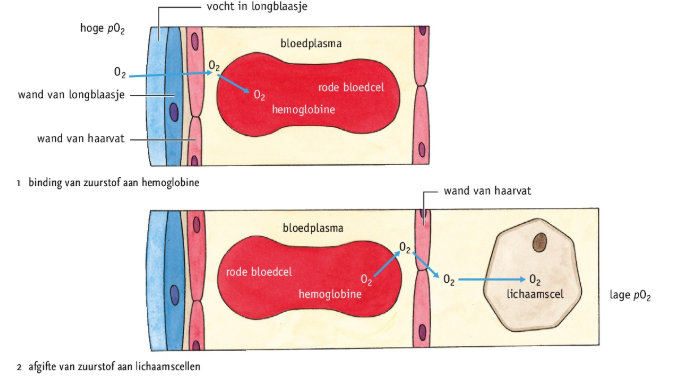 vocht in longblaasje
hoge pO₂
bloedplasma
O₂
O₂
rode bloedcel
O₂
wand van longblaasje
hemoglobine
wand van haarvat
1 binding van zuurstof aan hemoglobine
wand van haarvat
bloedplasma
O₂
rode bloedcel
O₂
O₂
O₂
hemoglobine
lichaamscel
lage pO₂
2 afgifte van zuurstof aan lichaamscellen